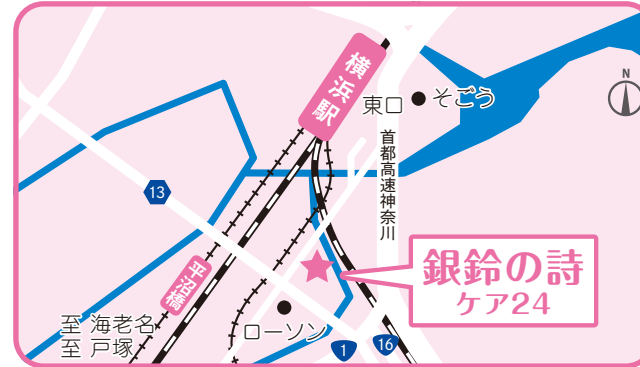 横浜駅
N
東口
そごう
首都高速神奈川
13
平沼橋
銀鈴の詩
ケア24
至 海老名
至 戸塚
ローソン
1
16